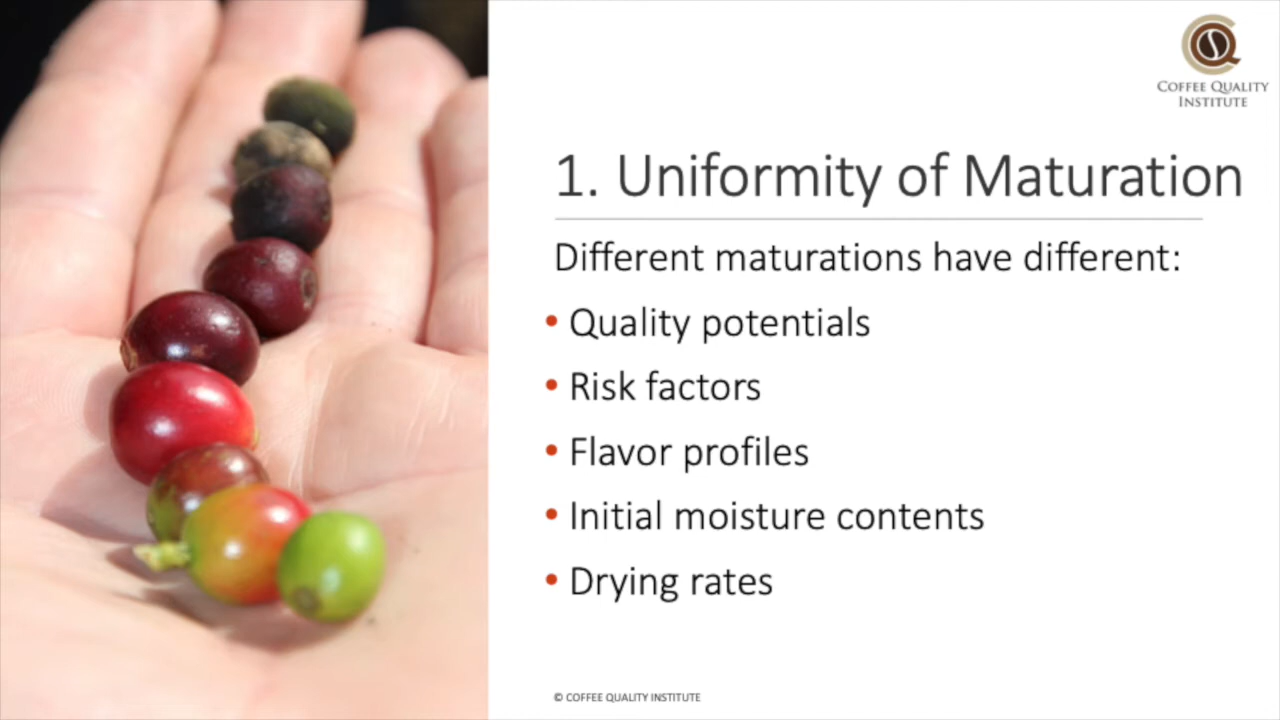 COFFEE QUALITY
INSTITUTE
1. Uniformity of Maturation
Different maturations have different:
• Quality potentials
• Risk factors
• Flavor profiles
• Initial moisture contents
• Drying rates
© COFFEE QUALITY INSTITUTE